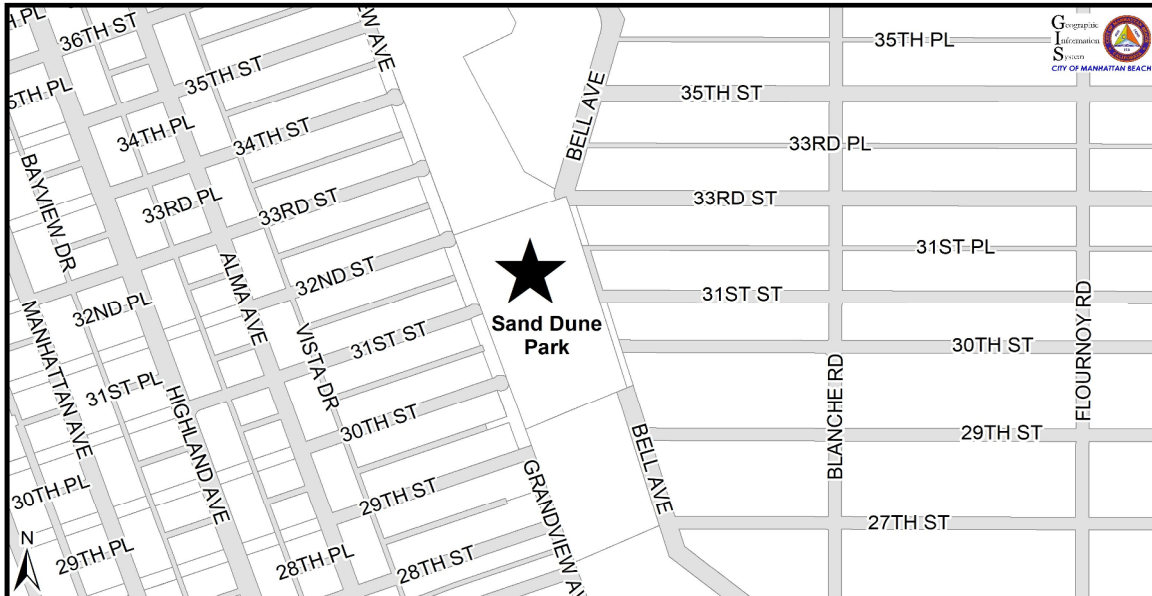 36TH ST
35TH ST
5TH PL
34TH PL
34TH ST
33RD PL
33RD ST
BAYVIEW DR
32ND PL
ALMA AVE
32ND ST
MANHATTAN AVE
VISTA DR
31ST ST
31ST PL
HIGHLAND AVE
30TH ST
30TH PL
29TH ST
29TH PL
28TH PL
28TH ST
GRANDVIEW AV
EW AVE
BELL AVE
Sand Dune
Park
BELL AVE
35TH PL
35TH ST
33RD PL
33RD ST
31ST PL
31ST ST
30TH ST
BLANCHE RD
FLOURNOY RD
29TH ST
27TH ST
N
Geographic
Information
System
CITY OF MANHATTAN BEACH